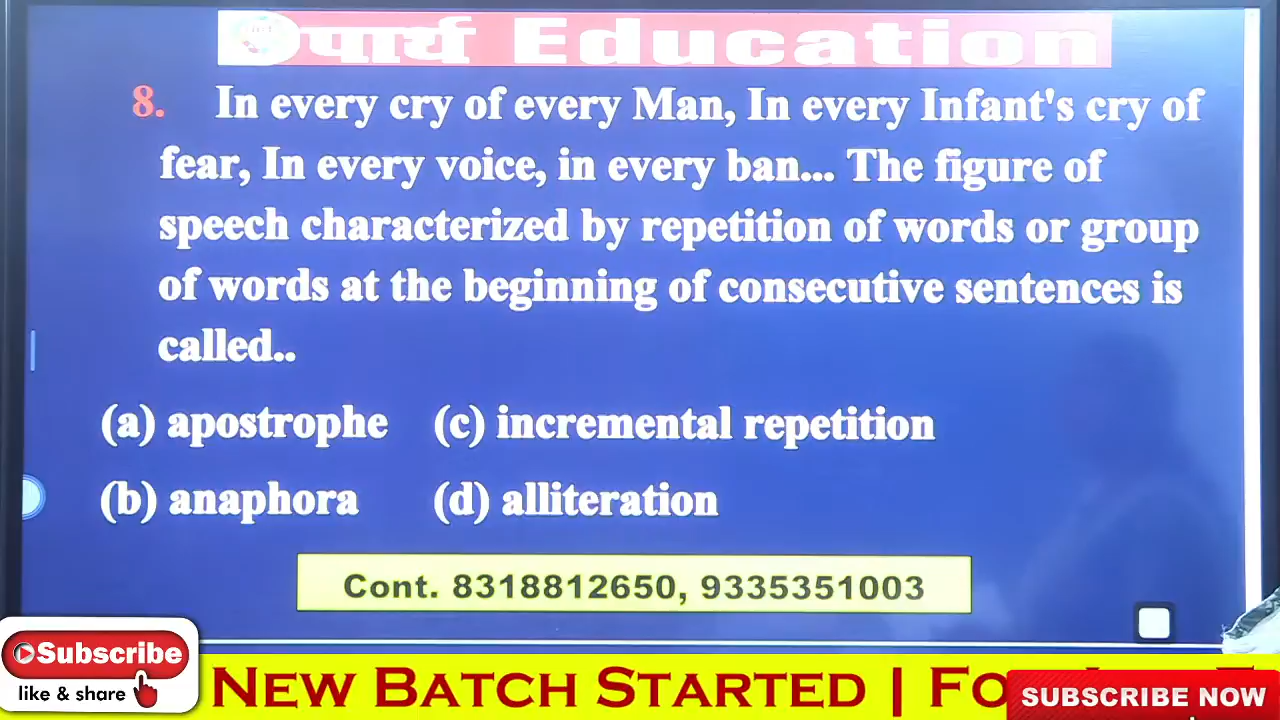 पार्थ Education
8. In every cry of every Man, In every Infant's cry of
fear, In every voice, in every ban... The figure of
speech characterized by repetition of words or group
of words at the beginning of consecutive sentences is
called..
(a) apostrophe (c) incremental repetition
(b) anaphora (d) alliteration
Cont. 8318812650, 9335351003
Subscribe
like & share
NEW BATCH STARTED | FO
SUBSCRIBE NOW